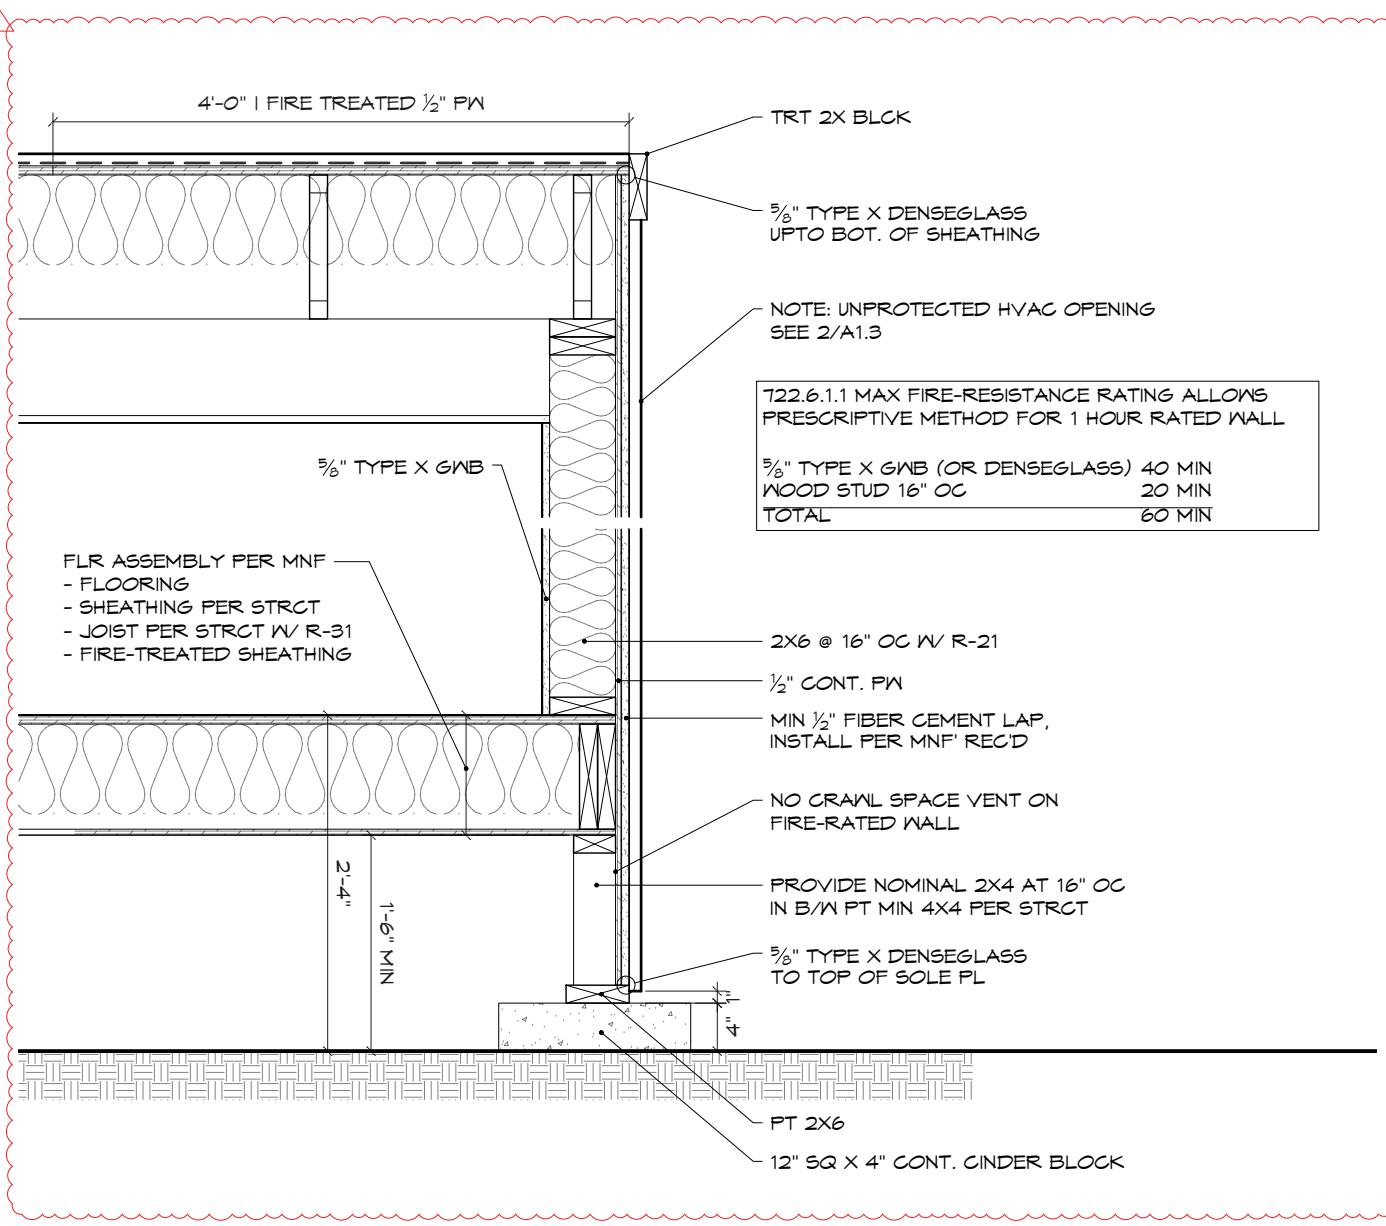 4'-0" | FIRE TREATED ½" PW
TRT 2X BLCK
⅝" TYPE X DENSEGLASS
UPTO BOT. OF SHEATHING
NOTE: UNPROTECTED HVAC OPENING
SEE 2/A1.3
722.6.1.1 MAX FIRE-RESISTANCE RATING ALLOWS
PRESCRIPTIVE METHOD FOR 1 HOUR RATED WALL
⅝" TYPE X GWB (OR DENSEGLASS) 40 MIN
WOOD STUD 16" OC 20 MIN
TOTAL 60 MIN
⅝" TYPE X GWB
FLR ASSEMBLY PER MNF
- FLOORING
- SHEATHING PER STRCT
- JOIST PER STRCT W/ R-31
- FIRE-TREATED SHEATHING
2X6 @ 16" OC W/ R-21
½" CONT. PW
MIN ½" FIBER CEMENT LAP,
INSTALL PER MNF' REC'D
NO CRAWL SPACE VENT ON
FIRE-RATED WALL
2'-4"
1'-6" MIN
PROVIDE NOMINAL 2X4 AT 16" OC
IN B/W PT MIN 4X4 PER STRCT
⅝" TYPE X DENSEGLASS
TO TOP OF SOLE PL
1"
4"
PT 2X6
12" SQ X 4" CONT. CINDER BLOCK